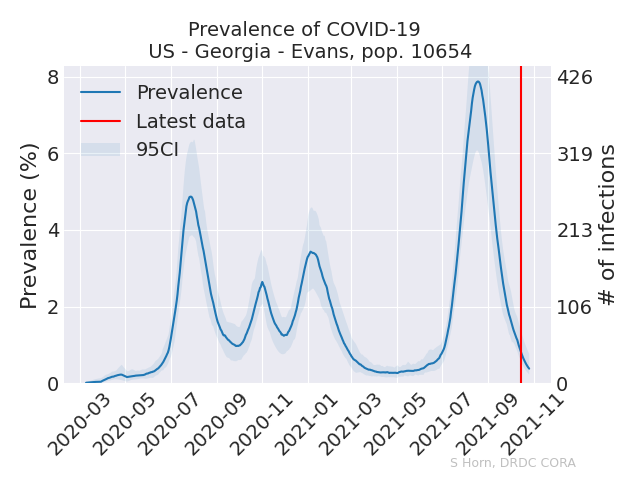 Prevalence of COVID-19
US - Georgia - Evans, pop. 10654
Prevalence (%)
8
6
4
2
0
Prevalence
Latest data
95CI
426
319
213
106
0
# of infections
2020-03
2020-05
2020-07
2020-09
2020-11
2021-01
2021-03
2021-05
2021-07
2021-09
2021-11
S Horn, DRDC CORA